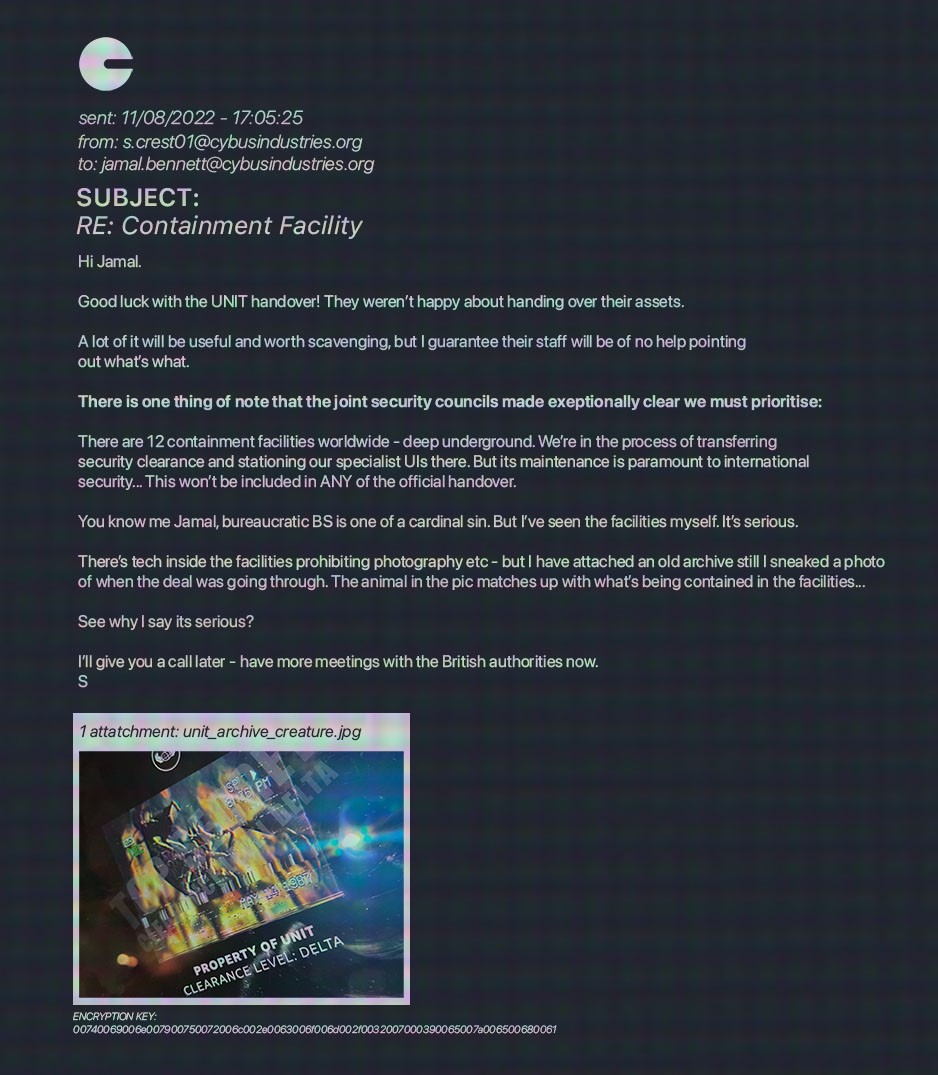 sent: 11/08/2022 - 17:05:25
from: s.crest01@cybusindustries.org
to: jamal.bennett@cybusindustries.org
SUBJECT:
RE: Containment Facility
Hi Jamal.
Good luck with the UNIT handover! They weren't happy about handing over their assets.
A lot of it will be useful and worth scavenging, but I guarantee their staff will be of no help pointing
out what's what.
There is one thing of note that the joint security councils made exeptionally clear we must prioritise:
There are 12 containment facilities worldwide - deep underground. We're in the process of transferring
security clearance and stationing our specialist UIs there. But its maintenance is paramount to international
security... This won't be included in ANY of the official handover.
You know me Jamal, bureaucratic BS is one of a cardinal sin. But I've seen the facilities myself. It's serious.
There's tech inside the facilities prohibiting photography etc - but I have attached an old archive still I sneaked a photo
of when the deal was going through. The animal in the pic matches up with what's being contained in the facilities...
See why I say its serious?
I'll give you a call later - have more meetings with the British authorities now.
S
1 attatchment: unit_archive_creature.jpg
PM
MAY 14 1987
PROPERTY OF UNIT
CLEARANCE LEVEL: DELTA
ENCRYPTION KEY:
00740069006e007900750072006c002e0063006f006d002f0032007000390065007a006500680061